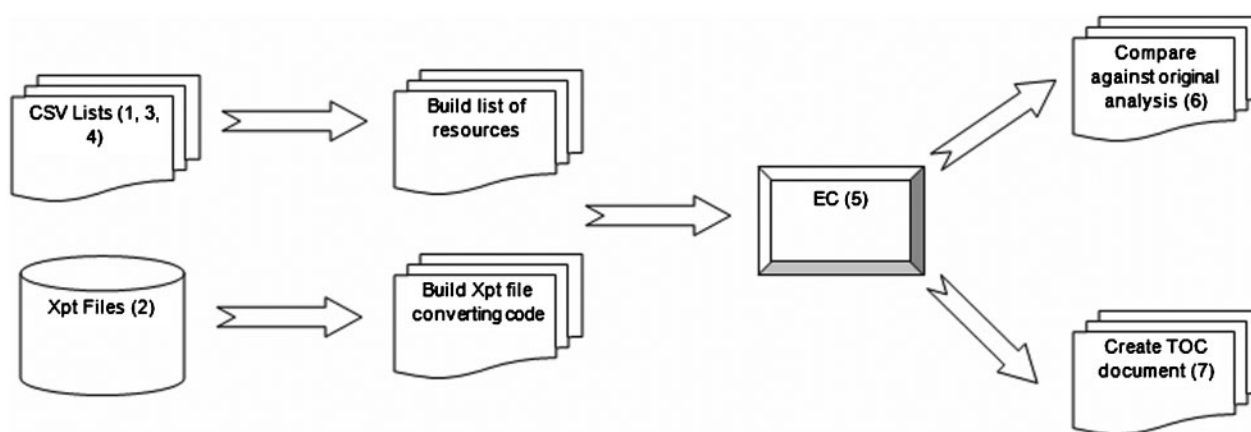 CSV Lists (1, 3,
4)
Build list of
resources
Compare
against original
analysis (6)
EC (5)
Xpt Files (2)
Build Xpt file
converting code
Create TOC
document (7)